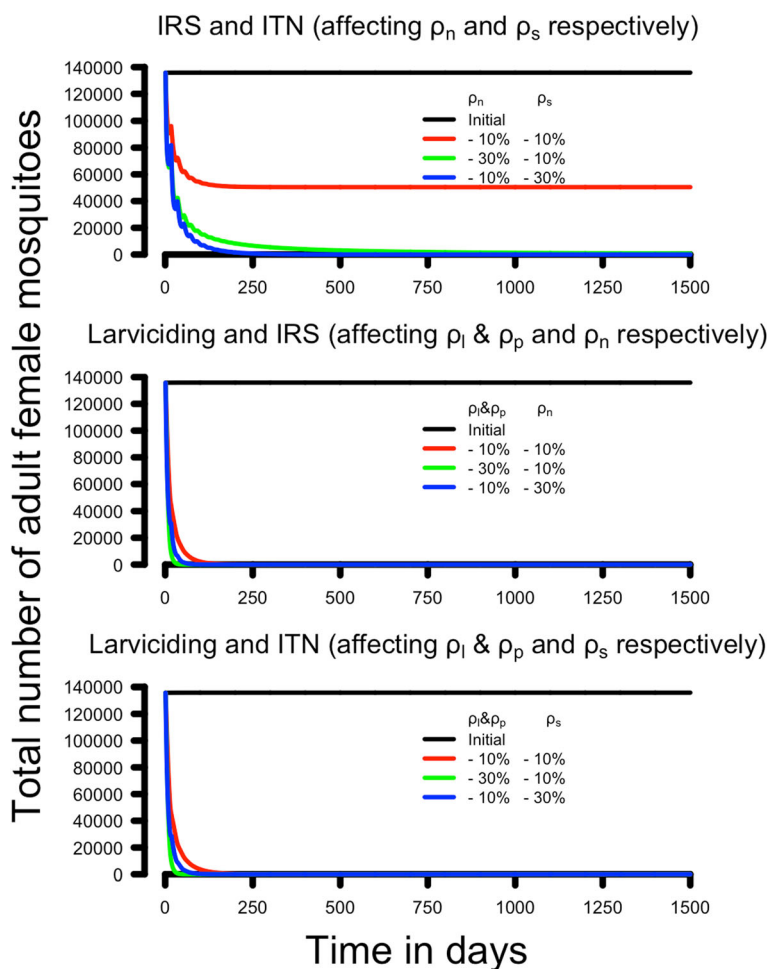 IRS and ITN (affecting ρn and ρs respectively)
140000
120000
100000
80000
60000
40000
20000
0
ρn ρs
Initial
- 10% - 10%
- 30% - 10%
- 10% - 30%
0 250 500 750 1000 1250 1500
Larviciding and IRS (affecting ρl & ρp and ρn respectively)
140000
120000
100000
80000
60000
40000
20000
0
ρl&ρp ρn
Initial
- 10% - 10%
- 30% - 10%
- 10% - 30%
0 250 500 750 1000 1250 1500
Larviciding and ITN (affecting ρl & ρp and ρs respectively)
140000
120000
100000
80000
60000
40000
20000
0
ρl&ρp ρs
Initial
- 10% - 10%
- 30% - 10%
- 10% - 30%
0 250 500 750 1000 1250 1500
Total number of adult female mosquitoes
Time in days